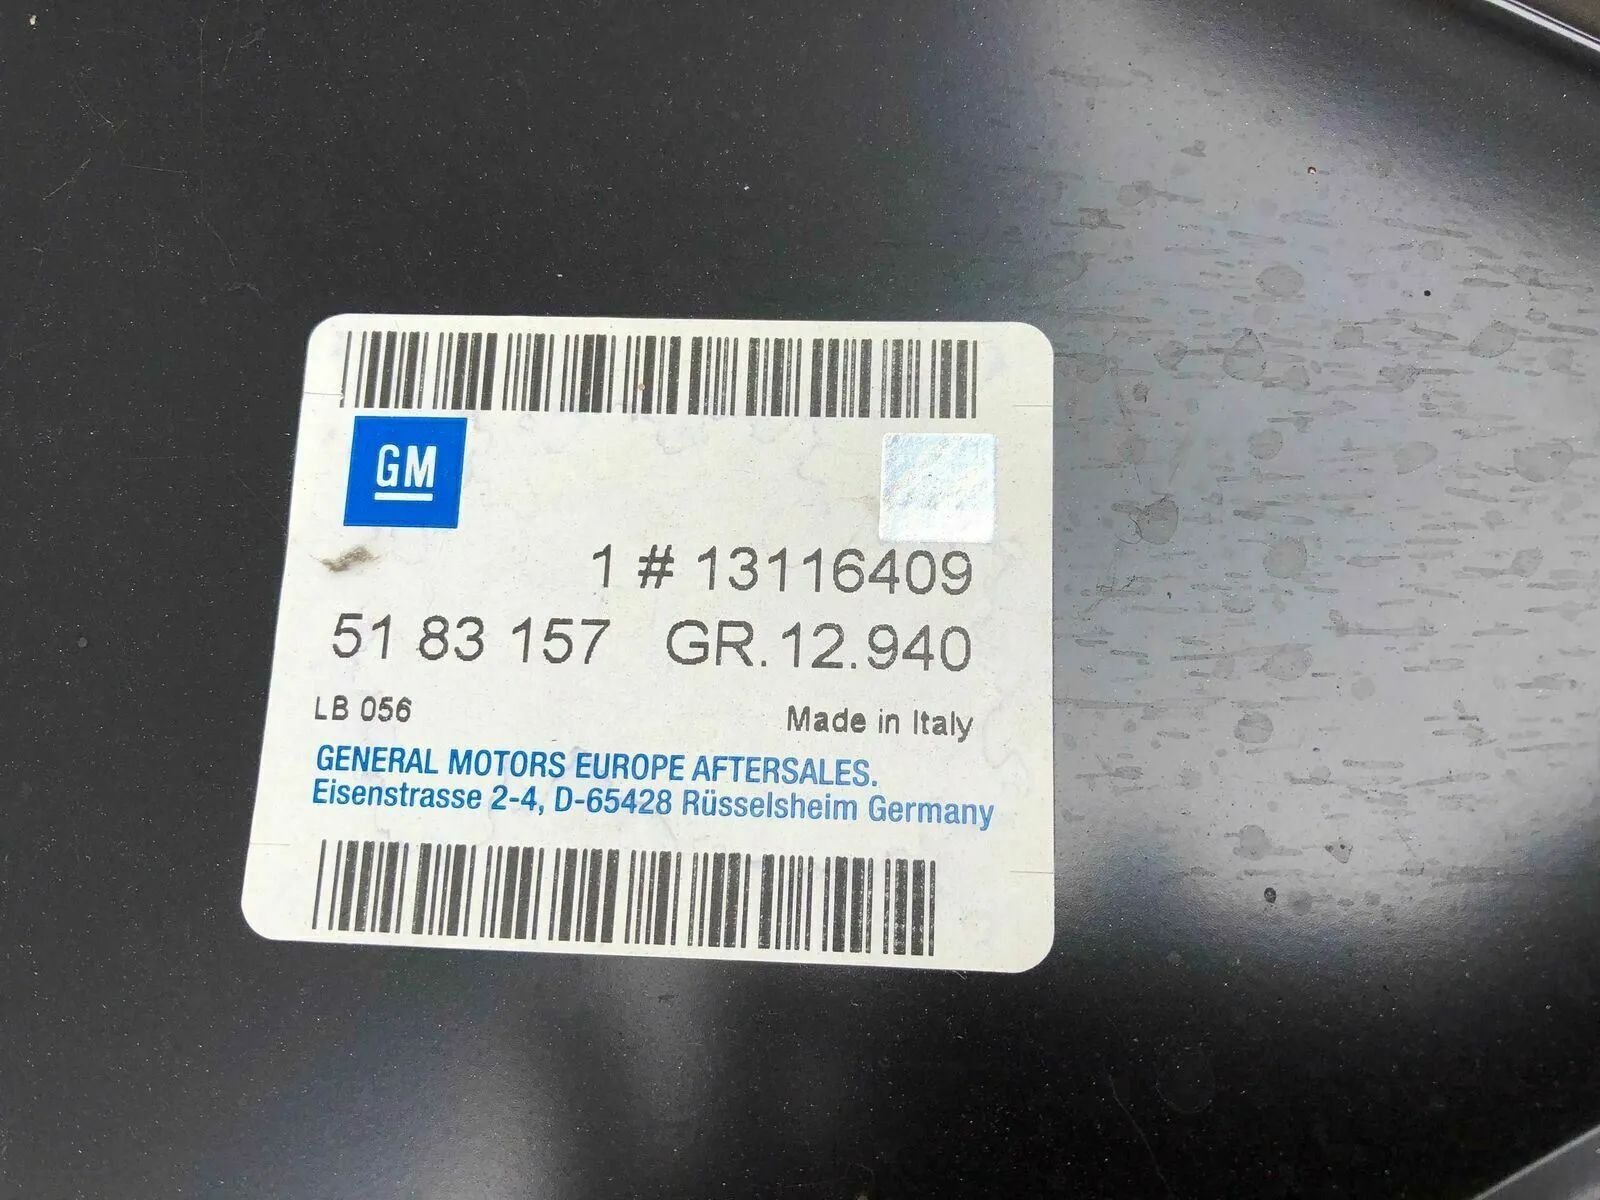 GM
1 # 13116409
51 83 157 GR.12.940
LB 056 Made in Italy
GENERAL MOTORS EUROPE AFTERSALES.
Eisenstrasse 2-4, D-65428 Rüsselsheim Germany